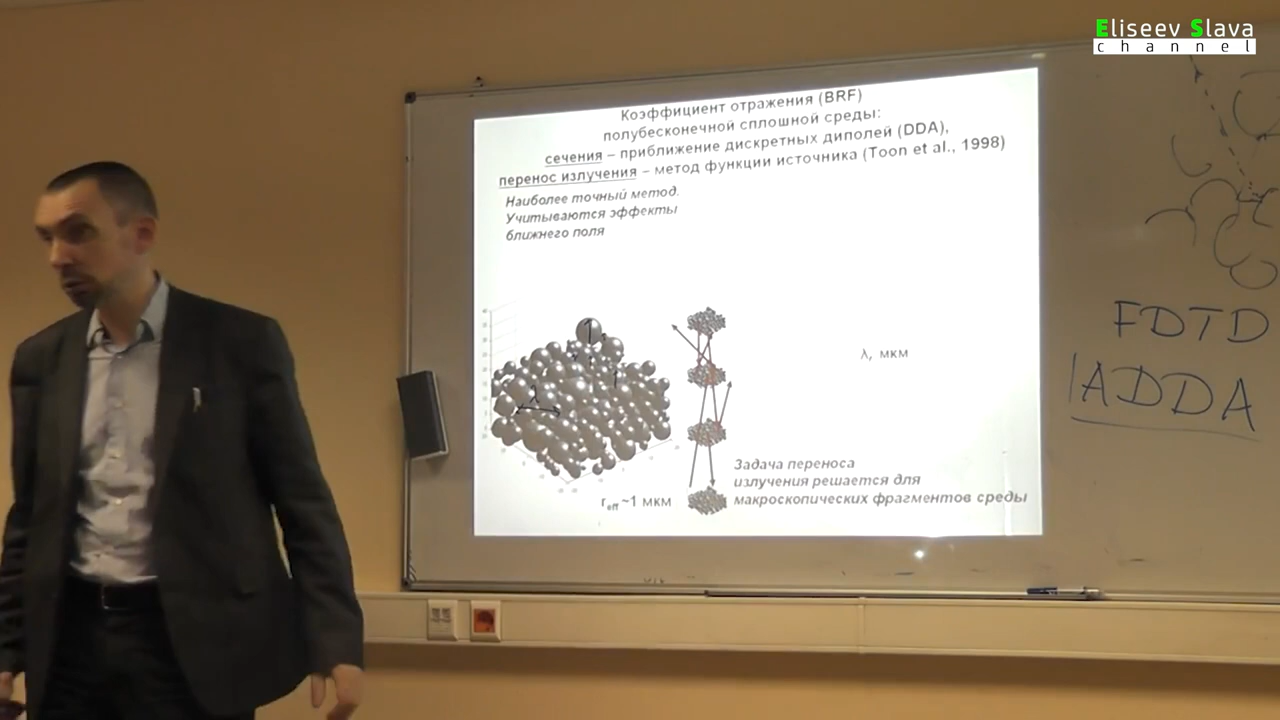 Eliseev Slava
channel
Коэффициент отражения (BRF)
полубесконечной сплошной среды:
сечения – приближение дискретных диполей (DDA),
перенос излучения – метод функции источника (Toon et al., 1998)
Наиболее точный метод.
Учитываются эффекты
ближнего поля
λ
λ, мкм
Задача переноса
излучения решается для
макроскопических фрагментов среды
r eff ~1 мкм
FDTD
ADDA